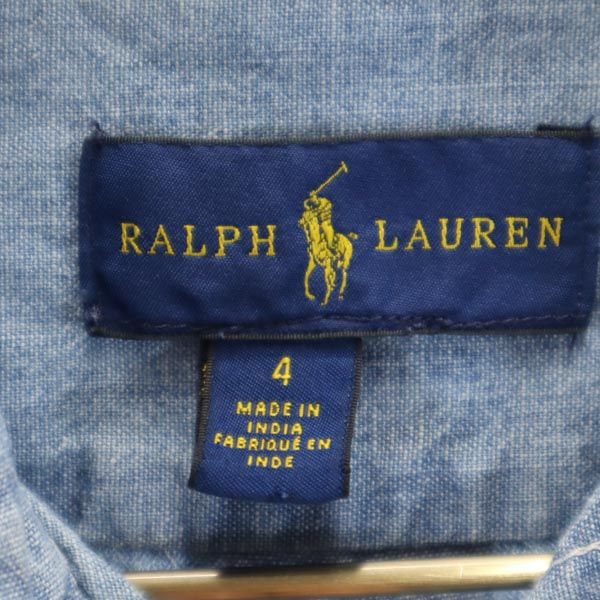 RALPH LAUREN
4
MADE IN
INDIA
FABRIQUÉ EN
INDE